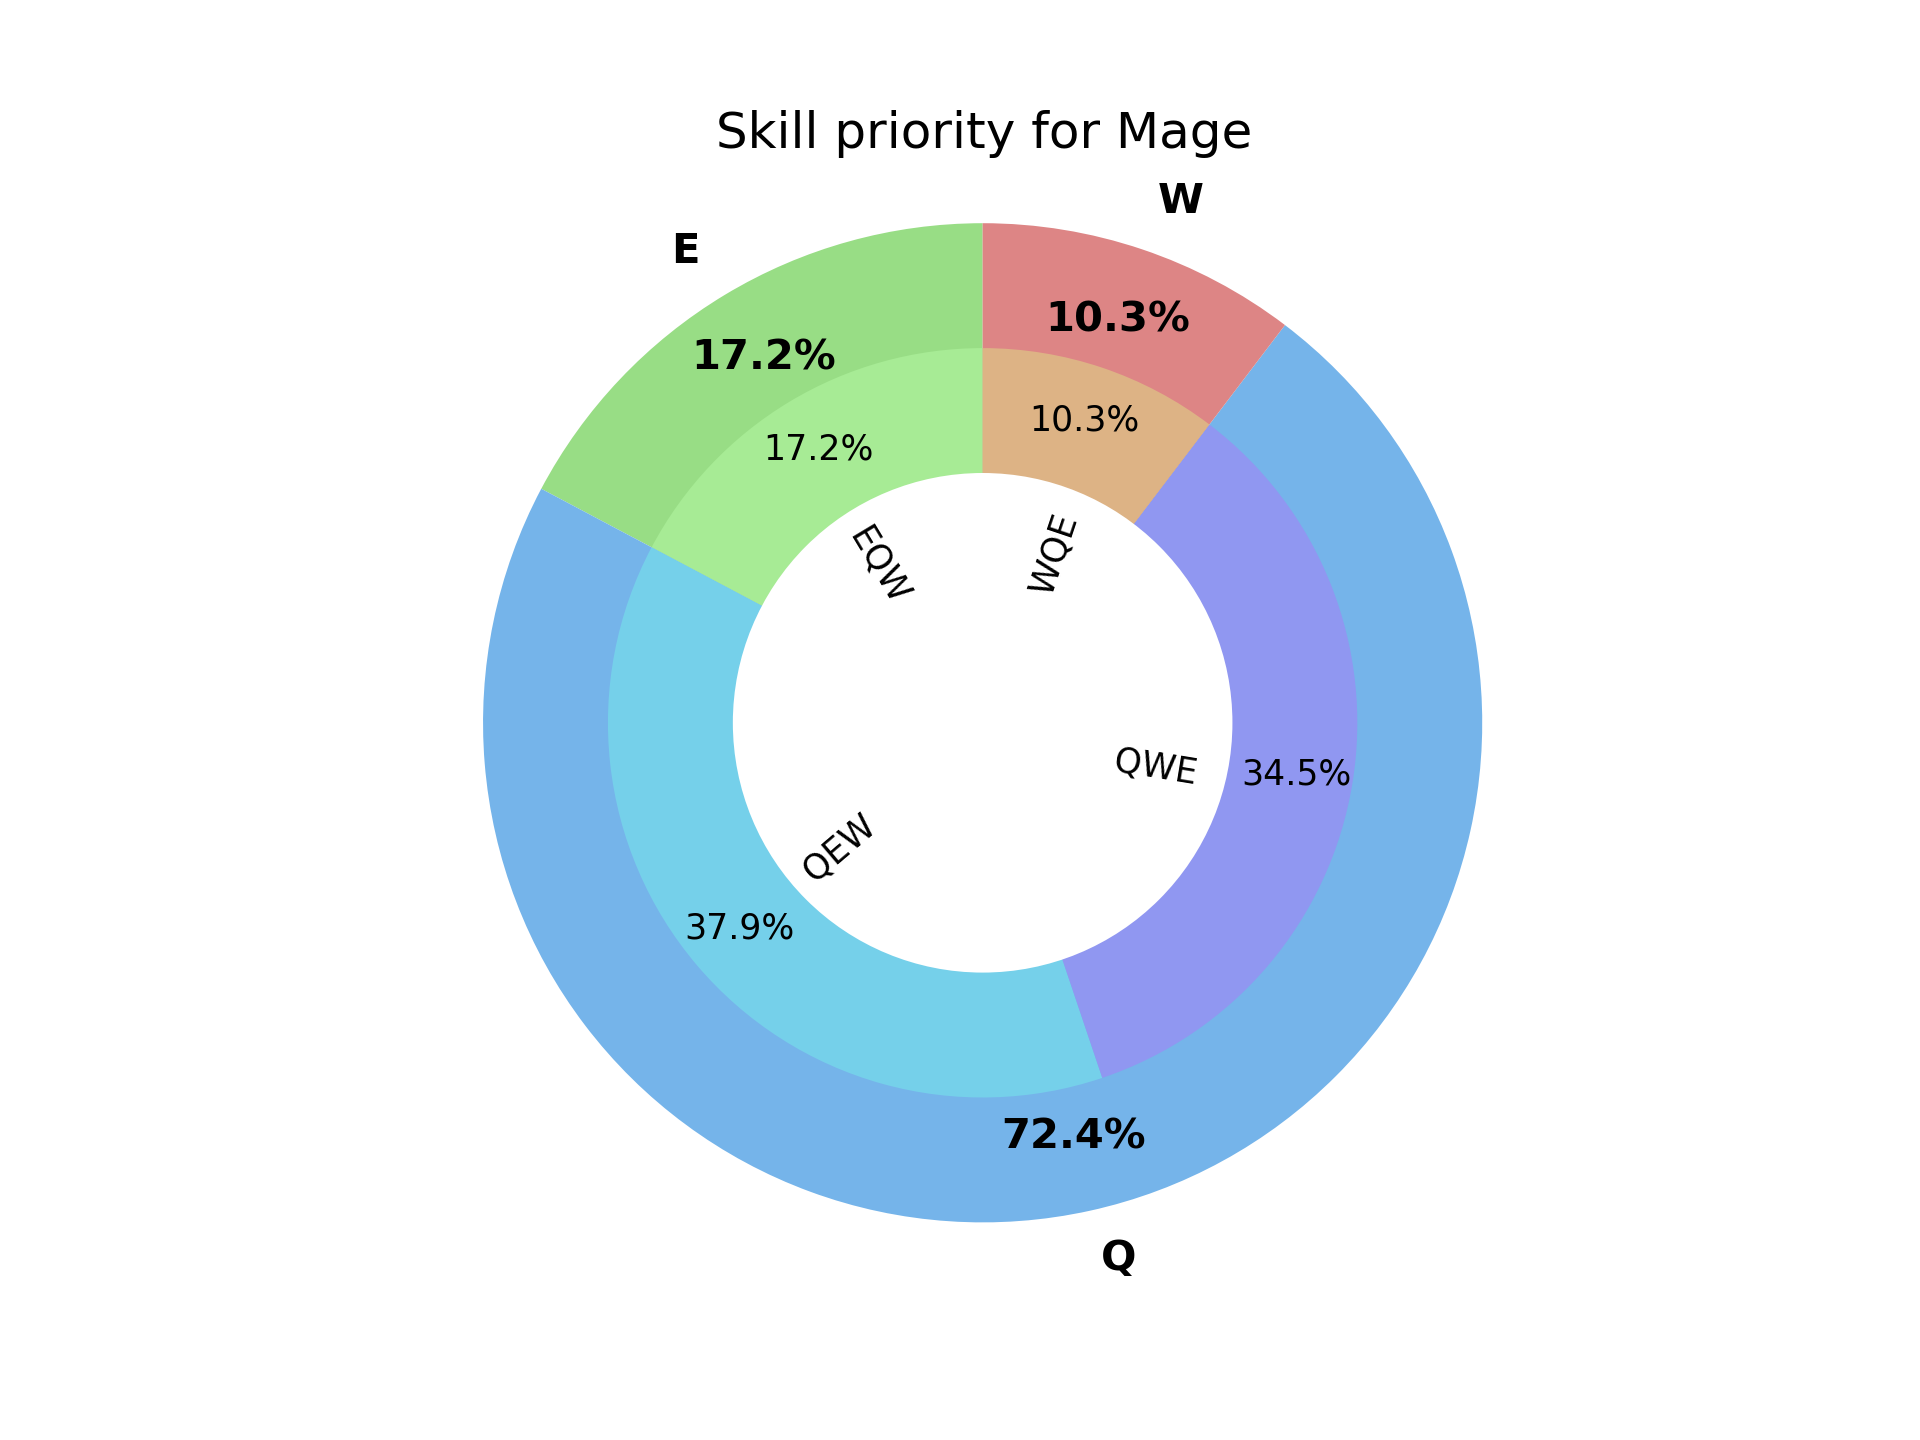 Skill priority for Mage
W
E
10.3%
17.2%
10.3%
17.2%
EQW
WQE
QWE
34.5%
QEW
37.9%
72.4%
Q